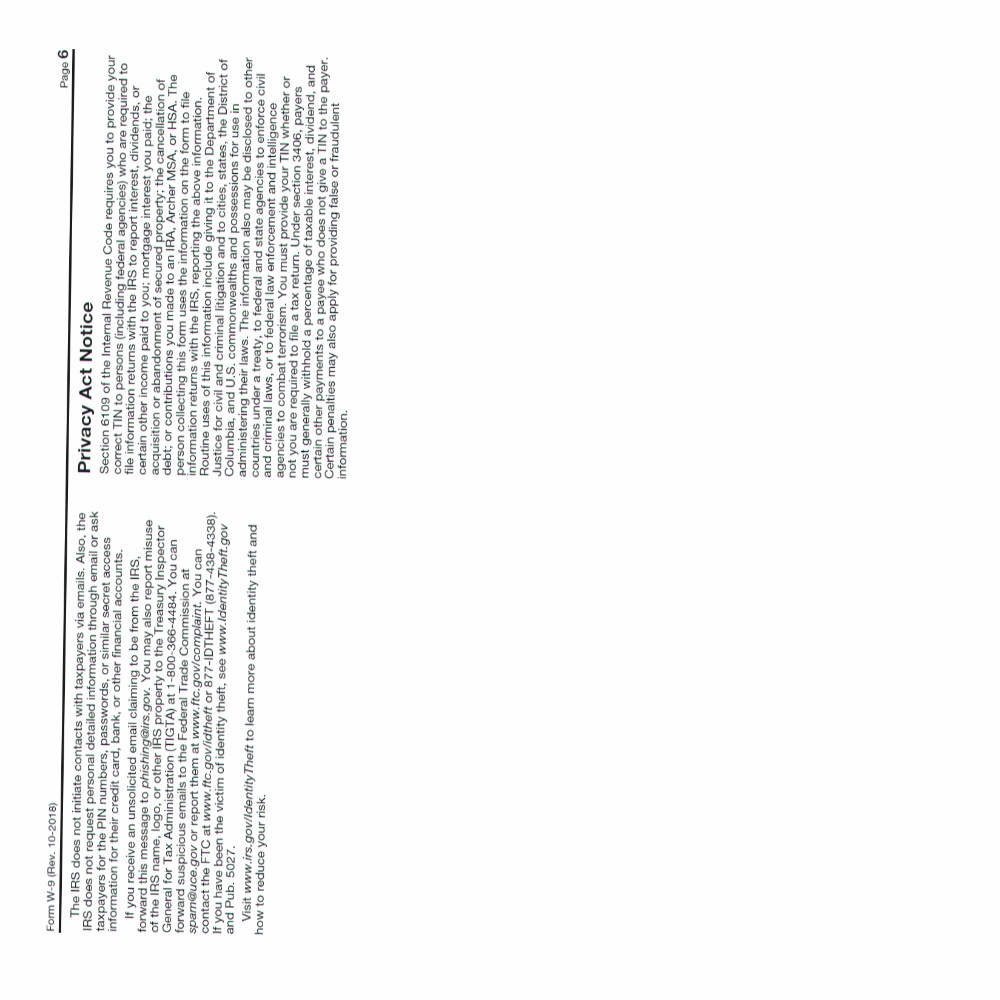 Form W-9 (Rev. 10-2018)
Page 6
The IRS does not initiate contacts with taxpayers via emails. Also, the
IRS does not request personal detailed information through email or ask
taxpayers for the PIN numbers, passwords, or similar secret access
information for their credit card, bank, or other financial accounts.
If you receive an unsolicited email claiming to be from the IRS,
forward this message to phishing@irs.gov. You may also report misuse
of the IRS name, logo, or other IRS property to the Treasury Inspector
General for Tax Administration (TIGTA) at 1-800-366-4484. You can
forward suspicious emails to the Federal Trade Commission at
spam@uce.gov or report them at www.ftc.gov/complaint. You can
contact the FTC at www.ftc.gov/idtheft or 877-IDTHEFT (877-438-4338).
If you have been the victim of identity theft, see www.IdentityTheft.gov
and Pub. 5027.
Visit www.irs.gov/IdentityTheft to learn more about identity theft and
how to reduce your risk.
Privacy Act Notice
Section 6109 of the Internal Revenue Code requires you to provide your
correct TIN to persons (including federal agencies) who are required to
file information returns with the IRS to report interest, dividends, or
certain other income paid to you; mortgage interest you paid; the
acquisition or abandonment of secured property; the cancellation of
debt; or contributions you made to an IRA, Archer MSA, or HSA. The
person collecting this form uses the information on the form to file
information returns with the IRS, reporting the above information.
Routine uses of this information include giving it to the Department of
Justice for civil and criminal litigation and to cities, states, the District of
Columbia, and U.S. commonwealths and possessions for use in
administering their laws. The information also may be disclosed to other
countries under a treaty, to federal and state agencies to enforce civil
and criminal laws, or to federal law enforcement and intelligence
agencies to combat terrorism. You must provide your TIN whether or
not you are required to file a tax return. Under section 3406, payers
must generally withhold a percentage of taxable interest, dividend, and
certain other payments to a payee who does not give a TIN to the payer.
Certain penalties may also apply for providing false or fraudulent
information.